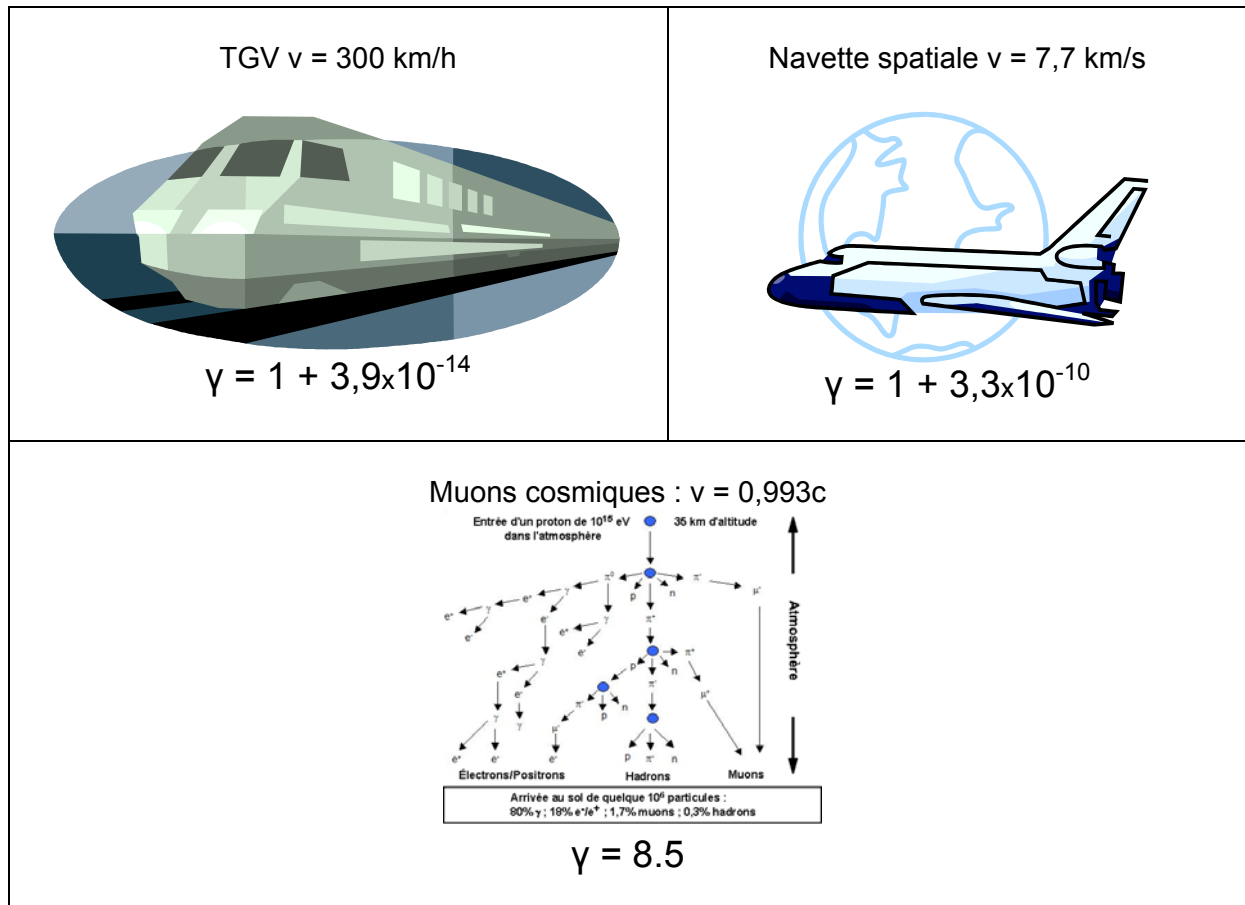 TGV v = 300 km/h
γ = 1 + 3,9x10⁻¹⁴
Navette spatiale v = 7,7 km/s
γ = 1 + 3,3x10⁻¹⁰
Muons cosmiques : v = 0,993c
Entrée d'un proton de 10¹⁵ eV
dans l'atmosphère
35 km d'altitude
π⁰ p n π⁻ μ⁻
e⁺ γ e⁺ γ
e⁻ e⁻ e⁺ γ π⁺
e⁻
γ p n π⁺
e⁺ e⁻ π⁻ p n π⁻ μ⁺
γ γ μ⁻
e⁺ e⁻ e⁻ p π⁻ n
Atmosphère
Électrons/Positrons
Hadrons
Muons
Arrivée au sol de quelque 10⁶ particules :
80% γ ; 18% e⁻/e⁺ ; 1,7% muons ; 0,3% hadrons
γ = 8.5